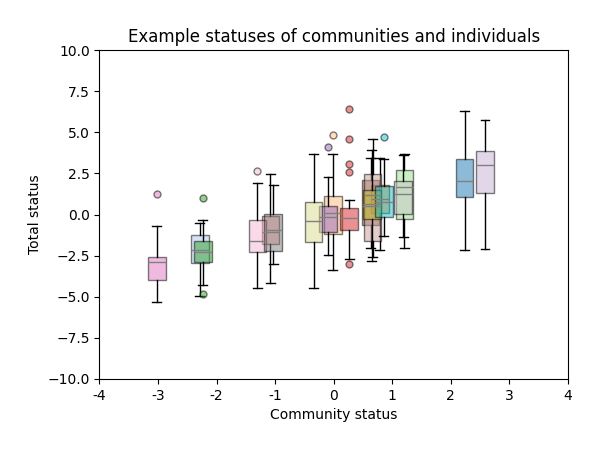 Example statuses of communities and individuals
10.0
7.5
5.0
2.5
0.0
−2.5
−5.0
−7.5
−10.0
Total status
-4 -3 -2 -1 0 1 2 3 4
Community status